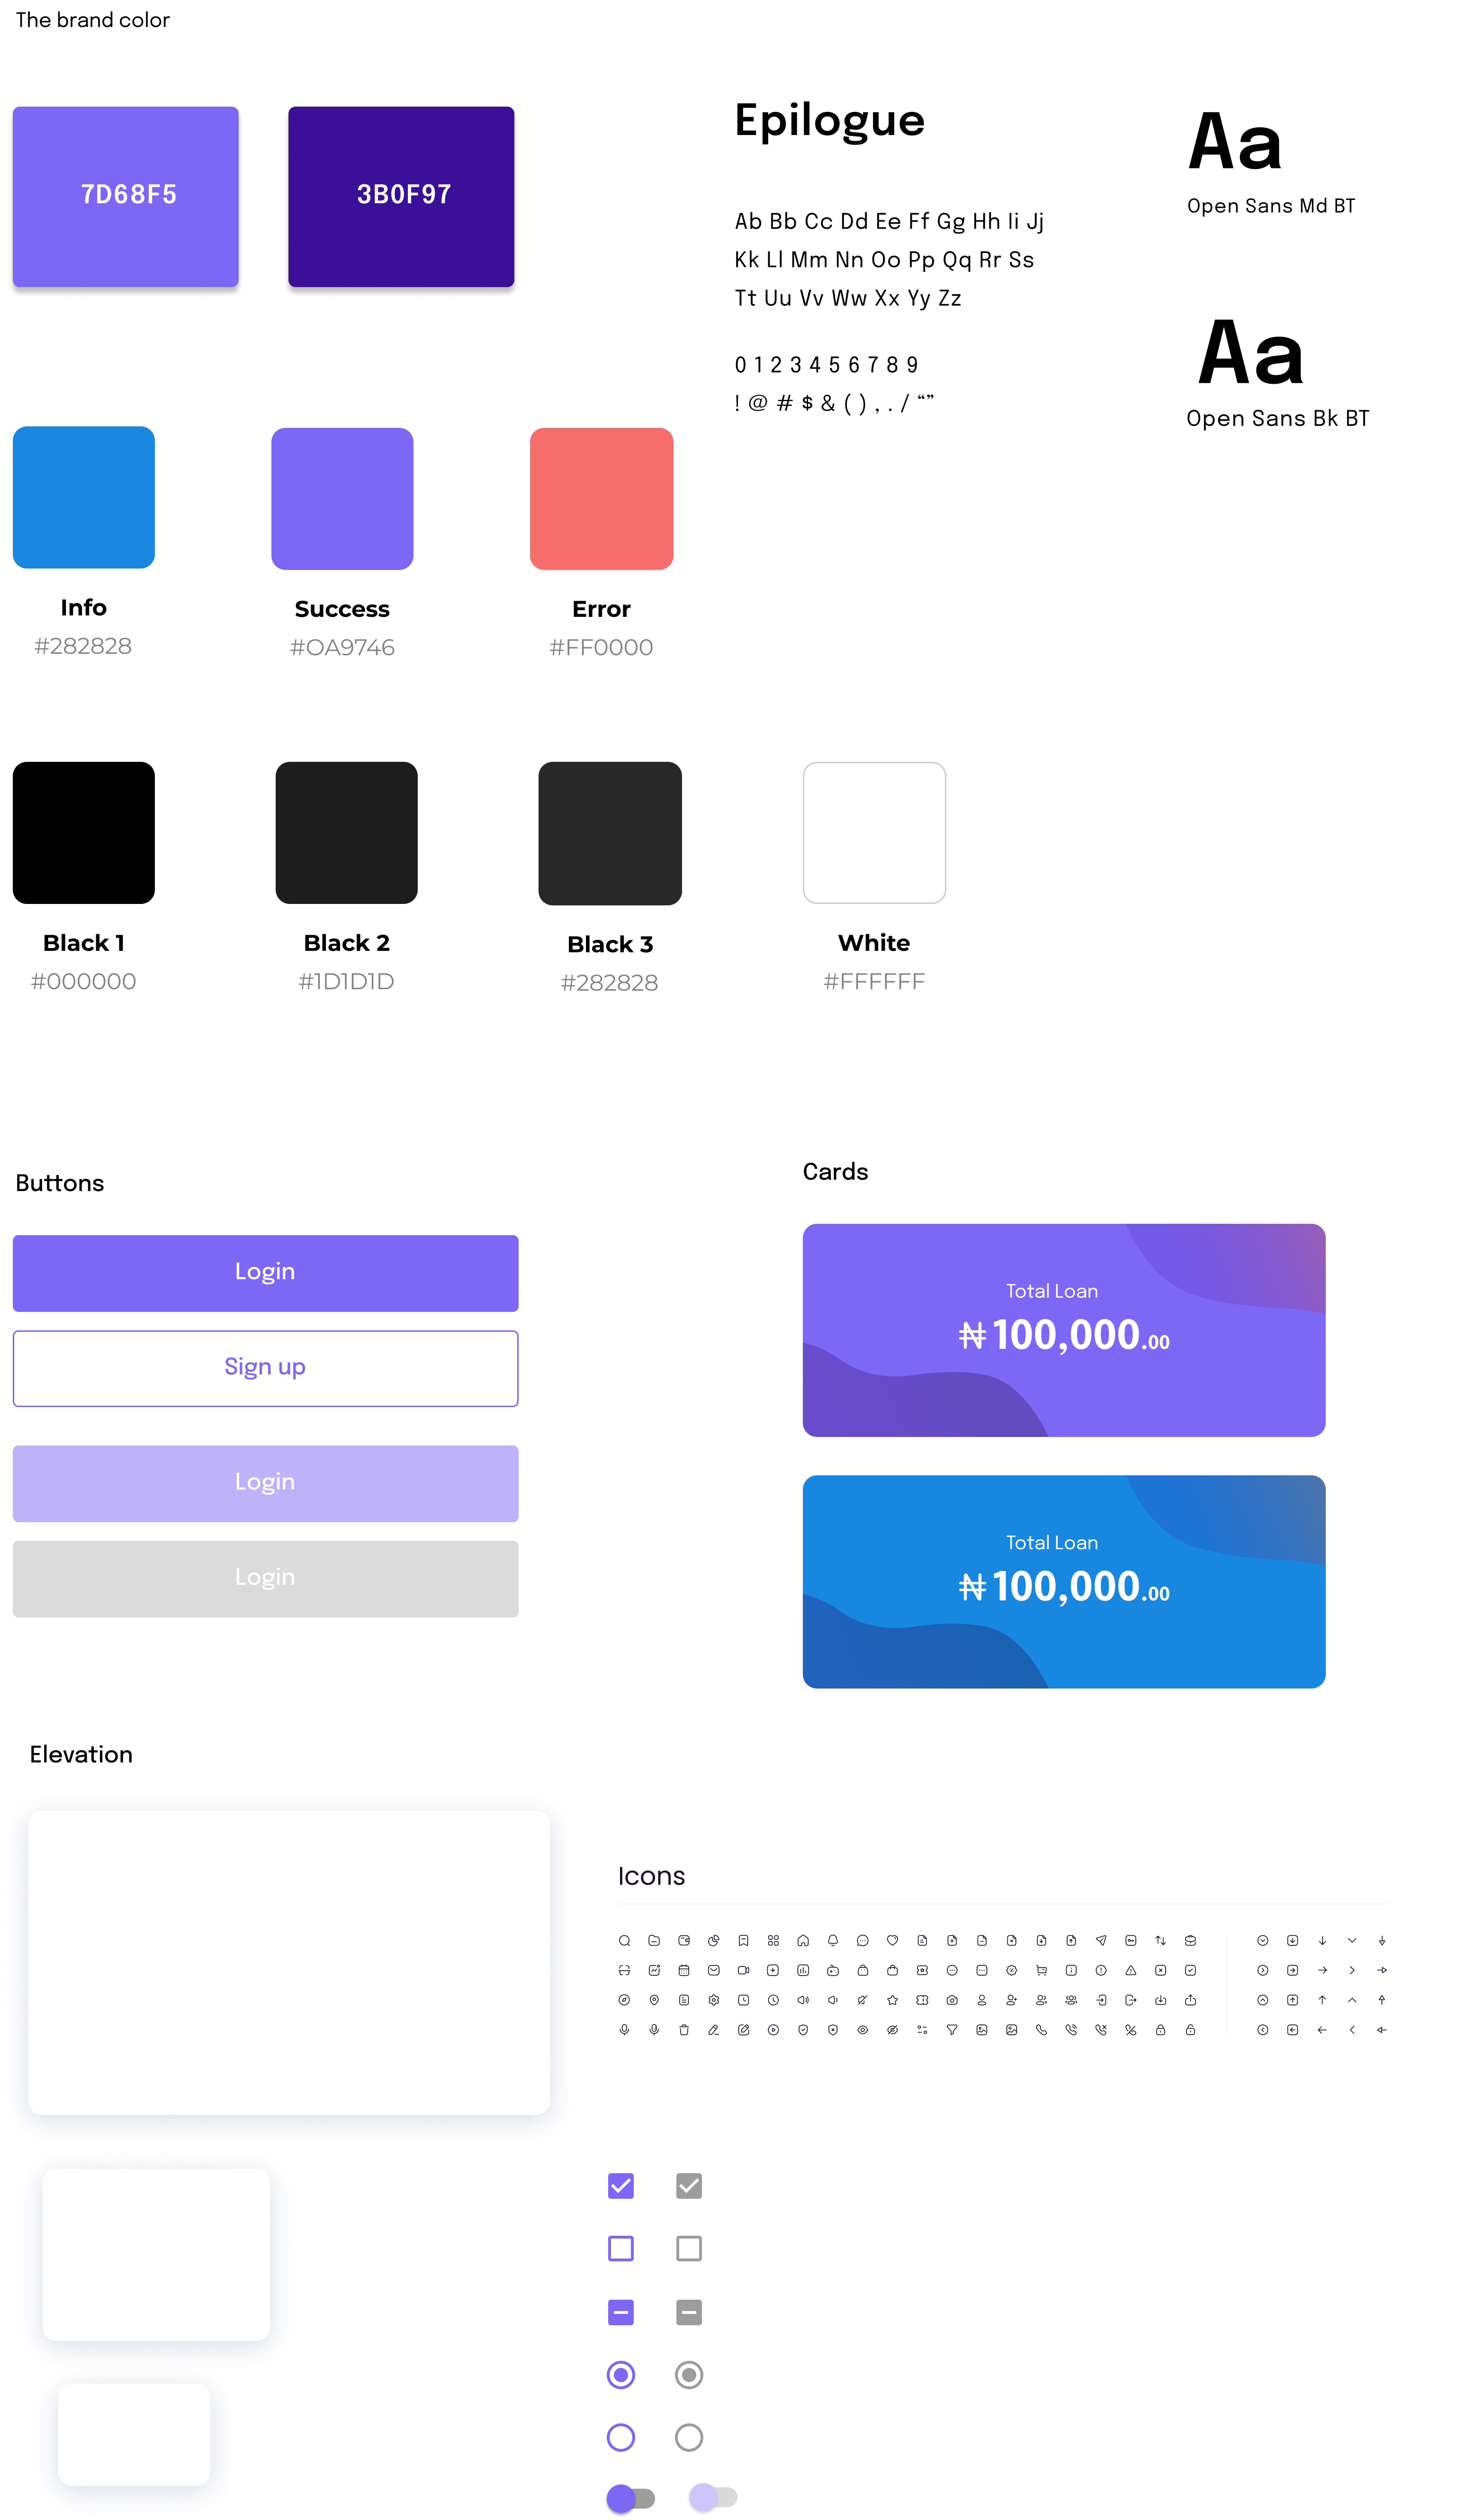 The brand color
7D68F5
3B0F97
Epilogue
Ab Bb Cc Dd Ee Ff Gg Hh Ii Jj
Kk Ll Mm Nn Oo Pp Qq Rr Ss
Tt Uu Vv Ww Xx Yy Zz
0 1 2 3 4 5 6 7 8 9
! @ # $ & ( ) , . / “”
Aa
Open Sans Md BT
Aa
Open Sans Bk BT
Info
#282828
Success
#OA9746
Error
#FF0000
Black 1
#000000
Black 2
#1D1D1D
Black 3
#282828
White
#FFFFFF
Buttons
Login
Sign up
Login
Login
Cards
Total Loan
₦100,000.00
Total Loan
₦100,000.00
Elevation
Icons